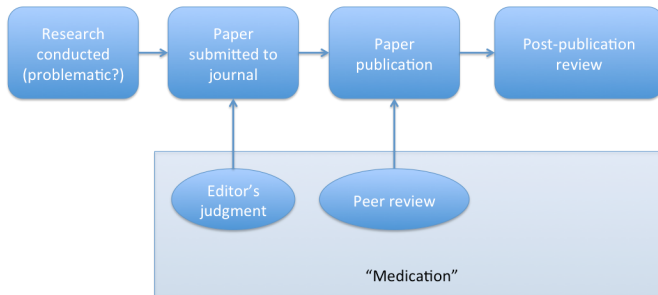 Research
conducted
(problematic?)
Paper
submitted to
journal
Paper
publication
Post-publication
review
Editor's
judgment
Peer review
"Medication"